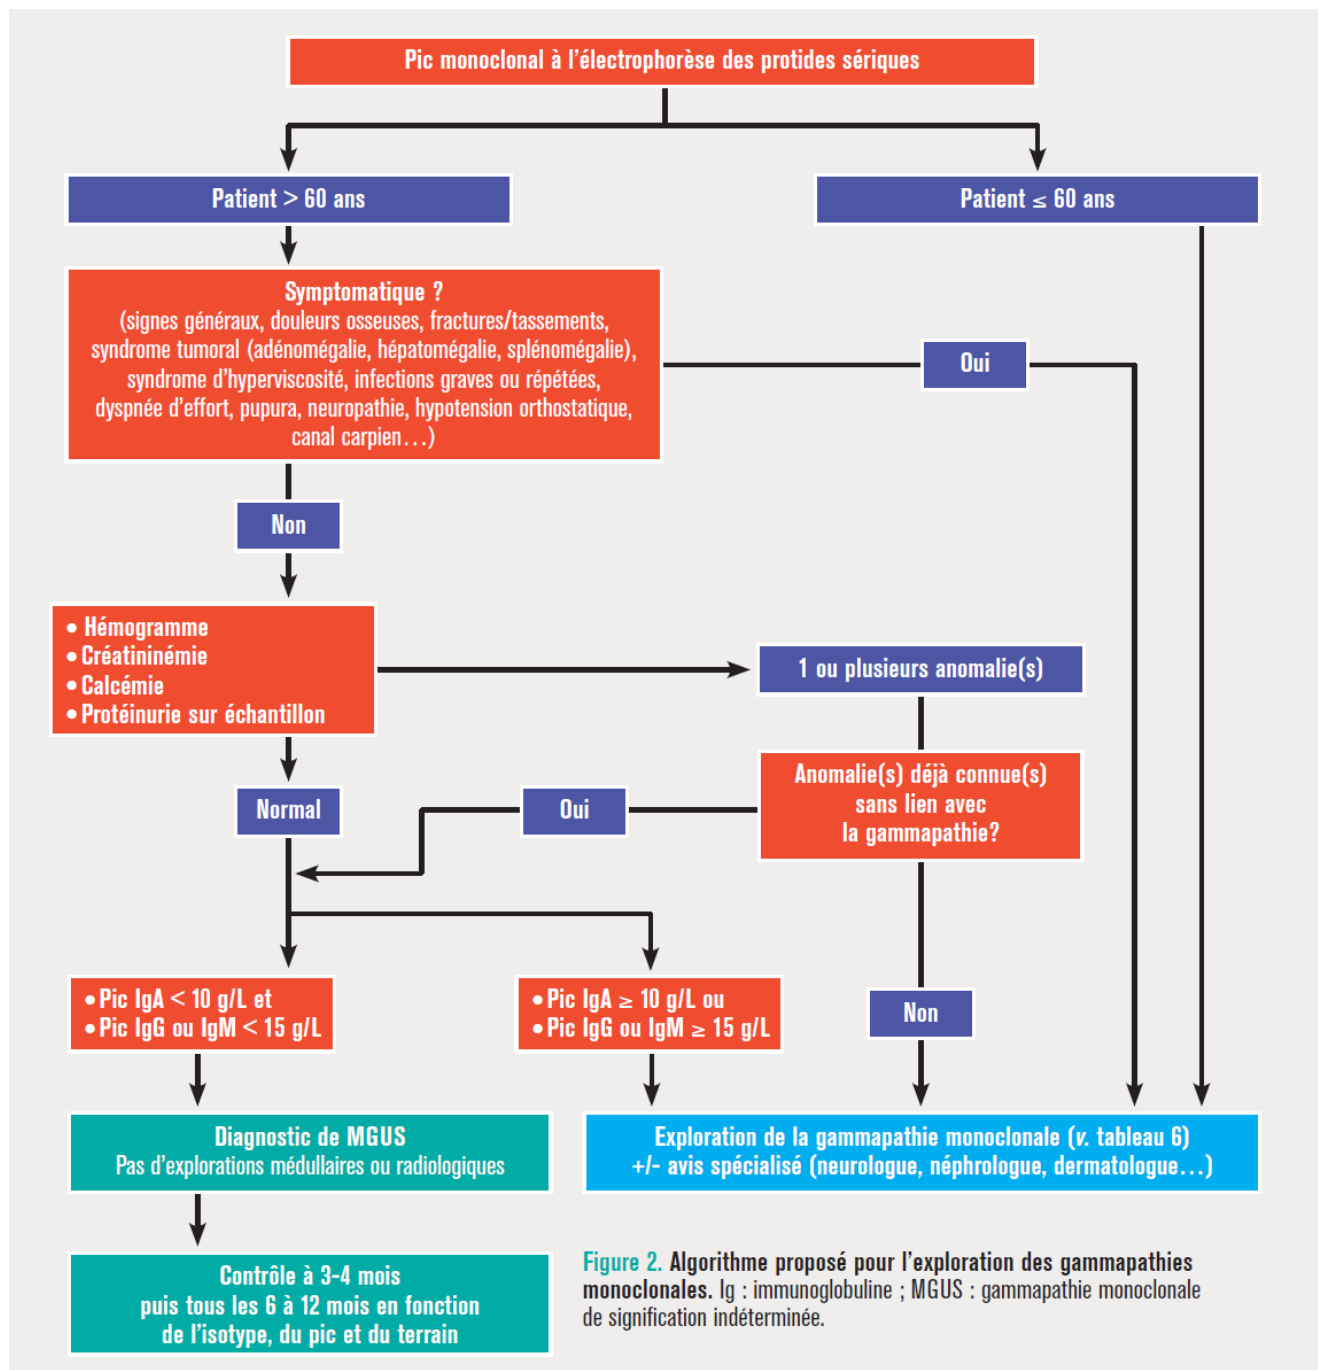 Pic monoclonal à l'électrophorèse des protides sériques
Patient > 60 ans
Patient ≤ 60 ans
Symptomatique ?
(signes généraux, douleurs osseuses, fractures/tassements,
syndrome tumoral (adénomégalie, hépatomégalie, splénomégalie),
syndrome d'hyperviscosité, infections graves ou répétées,
dyspnée d'effort, pupura, neuropathie, hypotension orthostatique,
canal carpien…)
Oui
Non
• Hémogramme
• Créatininémie
• Calcémie
• Protéinurie sur échantillon
1 ou plusieurs anomalie(s)
Anomalie(s) déjà connue(s)
sans lien avec
la gammapathie?
Normal
Oui
• Pic IgA < 10 g/L et
• Pic IgG ou IgM < 15 g/L
• Pic IgA ≥ 10 g/L ou
• Pic IgG ou IgM ≥ 15 g/L
Non
Diagnostic de MGUS
Pas d'explorations médullaires ou radiologiques
Exploration de la gammapathie monoclonale (v. tableau 6)
+/- avis spécialisé (neurologue, néphrologue, dermatologue…)
Contrôle à 3-4 mois
puis tous les 6 à 12 mois en fonction
de l'isotype, du pic et du terrain
Figure 2. Algorithme proposé pour l'exploration des gammapathies
monoclonales. Ig : immunoglobuline ; MGUS : gammapathie monoclonale
de signification indéterminée.